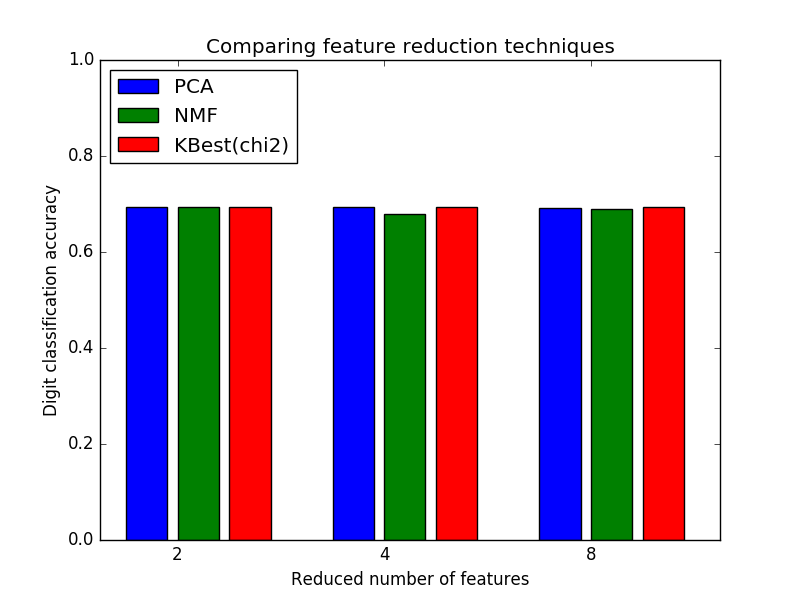 Comparing feature reduction techniques
1.0
PCA
NMF
KBest(chi2)
0.8
0.6
0.4
0.2
0.0
Digit classification accuracy
2 4 8
Reduced number of features